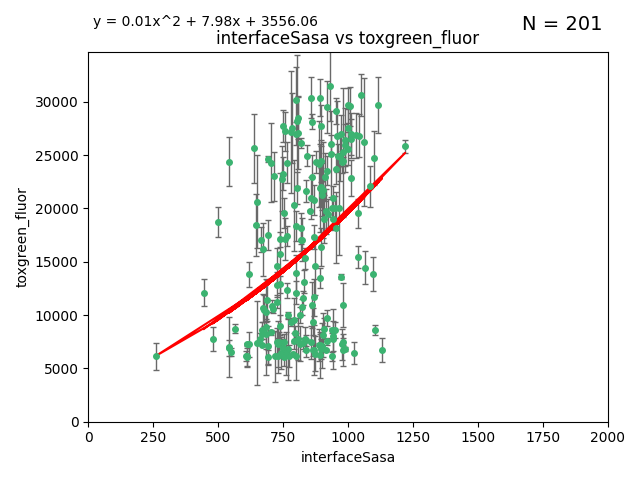 y = 0.01x^2 + 7.98x + 3556.06
N = 201
interfaceSasa vs toxgreen_fluor
toxgreen_fluor
30000
25000
20000
15000
10000
5000
0
0 250 500 750 1000 1250 1500 1750 2000
interfaceSasa